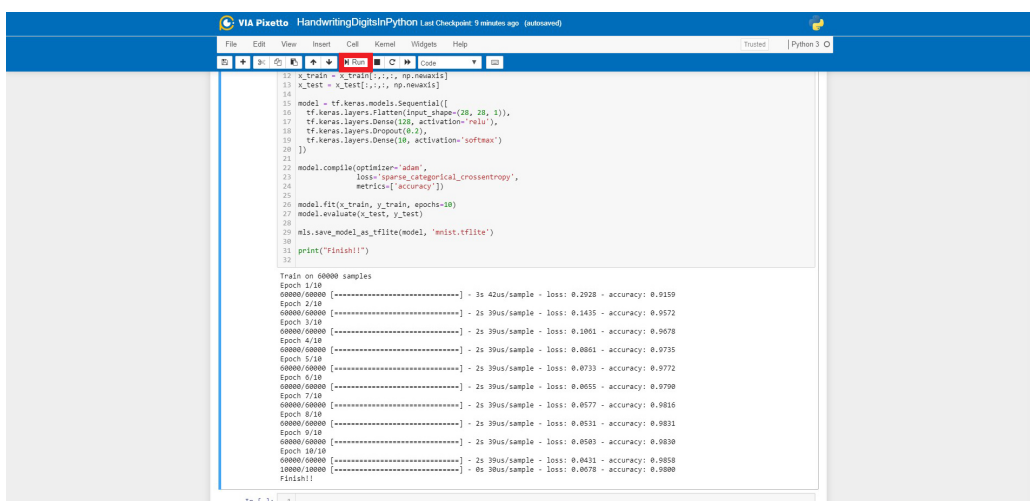 VIA Pixetto HandwritingDigitsInPython Last Checkpoint: 9 minutes ago (autosaved)
File Edit View Insert Cell Kernel Widgets Help Trusted Python 3
Run Code
12 x_train = x_train[:,:,:, np.newaxis]
13 x_test = x_test[:,:,:, np.newaxis]
14
15 model = tf.keras.models.Sequential([
16 tf.keras.layers.Flatten(input_shape=(28, 28, 1)),
17 tf.keras.layers.Dense(128, activation='relu'),
18 tf.keras.layers.Dropout(0.2),
19 tf.keras.layers.Dense(10, activation='softmax')
20 ])
21
22 model.compile(optimizer='adam',
23 loss='sparse_categorical_crossentropy',
24 metrics=['accuracy'])
25
26 model.fit(x_train, y_train, epochs=10)
27 model.evaluate(x_test, y_test)
28
29 mls.save_model_as_tflite(model, 'mnist.tflite')
30
31 print("Finish!!")
32
Train on 60000 samples
Epoch 1/10
60000/60000 [==============================] - 3s 42us/sample - loss: 0.2928 - accuracy: 0.9159
Epoch 2/10
60000/60000 [==============================] - 2s 39us/sample - loss: 0.1435 - accuracy: 0.9572
Epoch 3/10
60000/60000 [==============================] - 2s 39us/sample - loss: 0.1061 - accuracy: 0.9678
Epoch 4/10
60000/60000 [==============================] - 2s 39us/sample - loss: 0.0861 - accuracy: 0.9735
Epoch 5/10
60000/60000 [==============================] - 2s 39us/sample - loss: 0.0733 - accuracy: 0.9772
Epoch 6/10
60000/60000 [==============================] - 2s 39us/sample - loss: 0.0655 - accuracy: 0.9790
Epoch 7/10
60000/60000 [==============================] - 2s 39us/sample - loss: 0.0577 - accuracy: 0.9816
Epoch 8/10
60000/60000 [==============================] - 2s 39us/sample - loss: 0.0531 - accuracy: 0.9831
Epoch 9/10
60000/60000 [==============================] - 2s 39us/sample - loss: 0.0503 - accuracy: 0.9830
Epoch 10/10
60000/60000 [==============================] - 2s 39us/sample - loss: 0.0431 - accuracy: 0.9858
10000/10000 [==============================] - 0s 30us/sample - loss: 0.0678 - accuracy: 0.9800
Finish!!